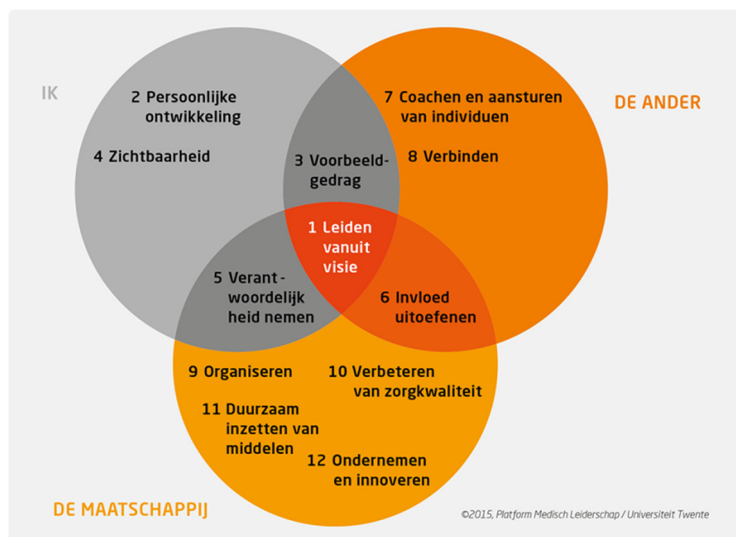 IK
2 Persoonlijke
ontwikkeling
4 Zichtbaarheid
3 Voorbeeld-
gedrag
7 Coachen en aansturen
van individuen
8 Verbinden
DE ANDER
1 Leiden
vanuit
visie
5 Verant-
woordelijk
heid nemen
6 Invloed
uitoefenen
9 Organiseren
10 Verbeteren
van zorgkwaliteit
11 Duurzaam
inzetten van
middelen
12 Ondernemen
en innoveren
DE MAATSCHAPPIJ
©2015, Platform Medisch Leiderschap / Universiteit Twente